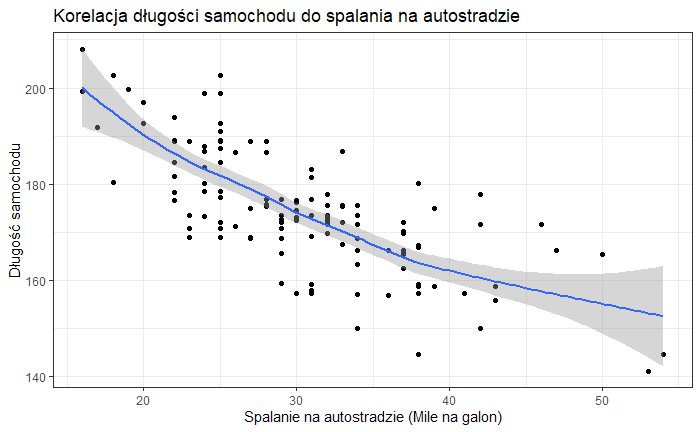 Korelacja długości samochodu do spalania na autostradzie
Długość samochodu
200
180
160
140
20
30
40
50
Spalanie na autostradzie (Mile na galon)